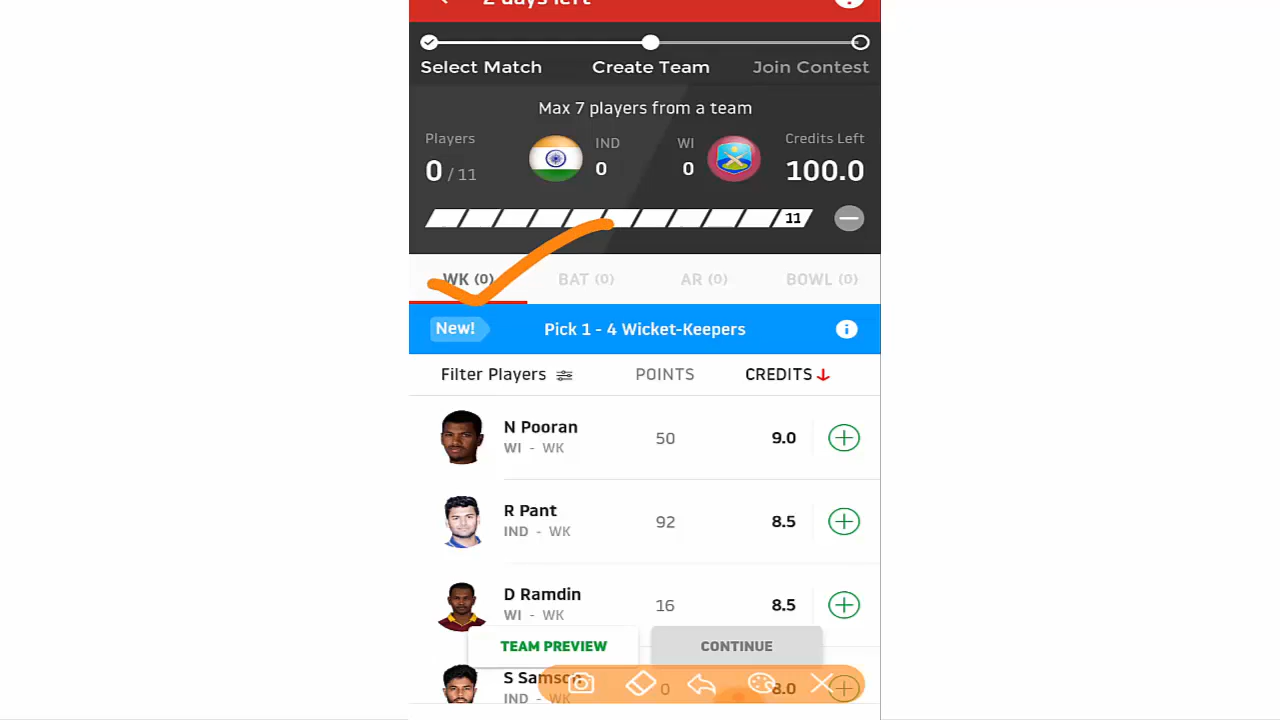 2 days left
Select Match Create Team Join Contest
Max 7 players from a team
Players IND WI Credits Left
0 / 11 0 0 100.0
11
WK (0) BAT (0) AR (0) BOWL (0)
New! Pick 1 - 4 Wicket-Keepers
Filter Players POINTS CREDITS
N Pooran 50 9.0
WI - WK
R Pant 92 8.5
IND - WK
D Ramdin 16 8.5
WI - WK
TEAM PREVIEW CONTINUE
S Samson 0 8.0
IND - WK